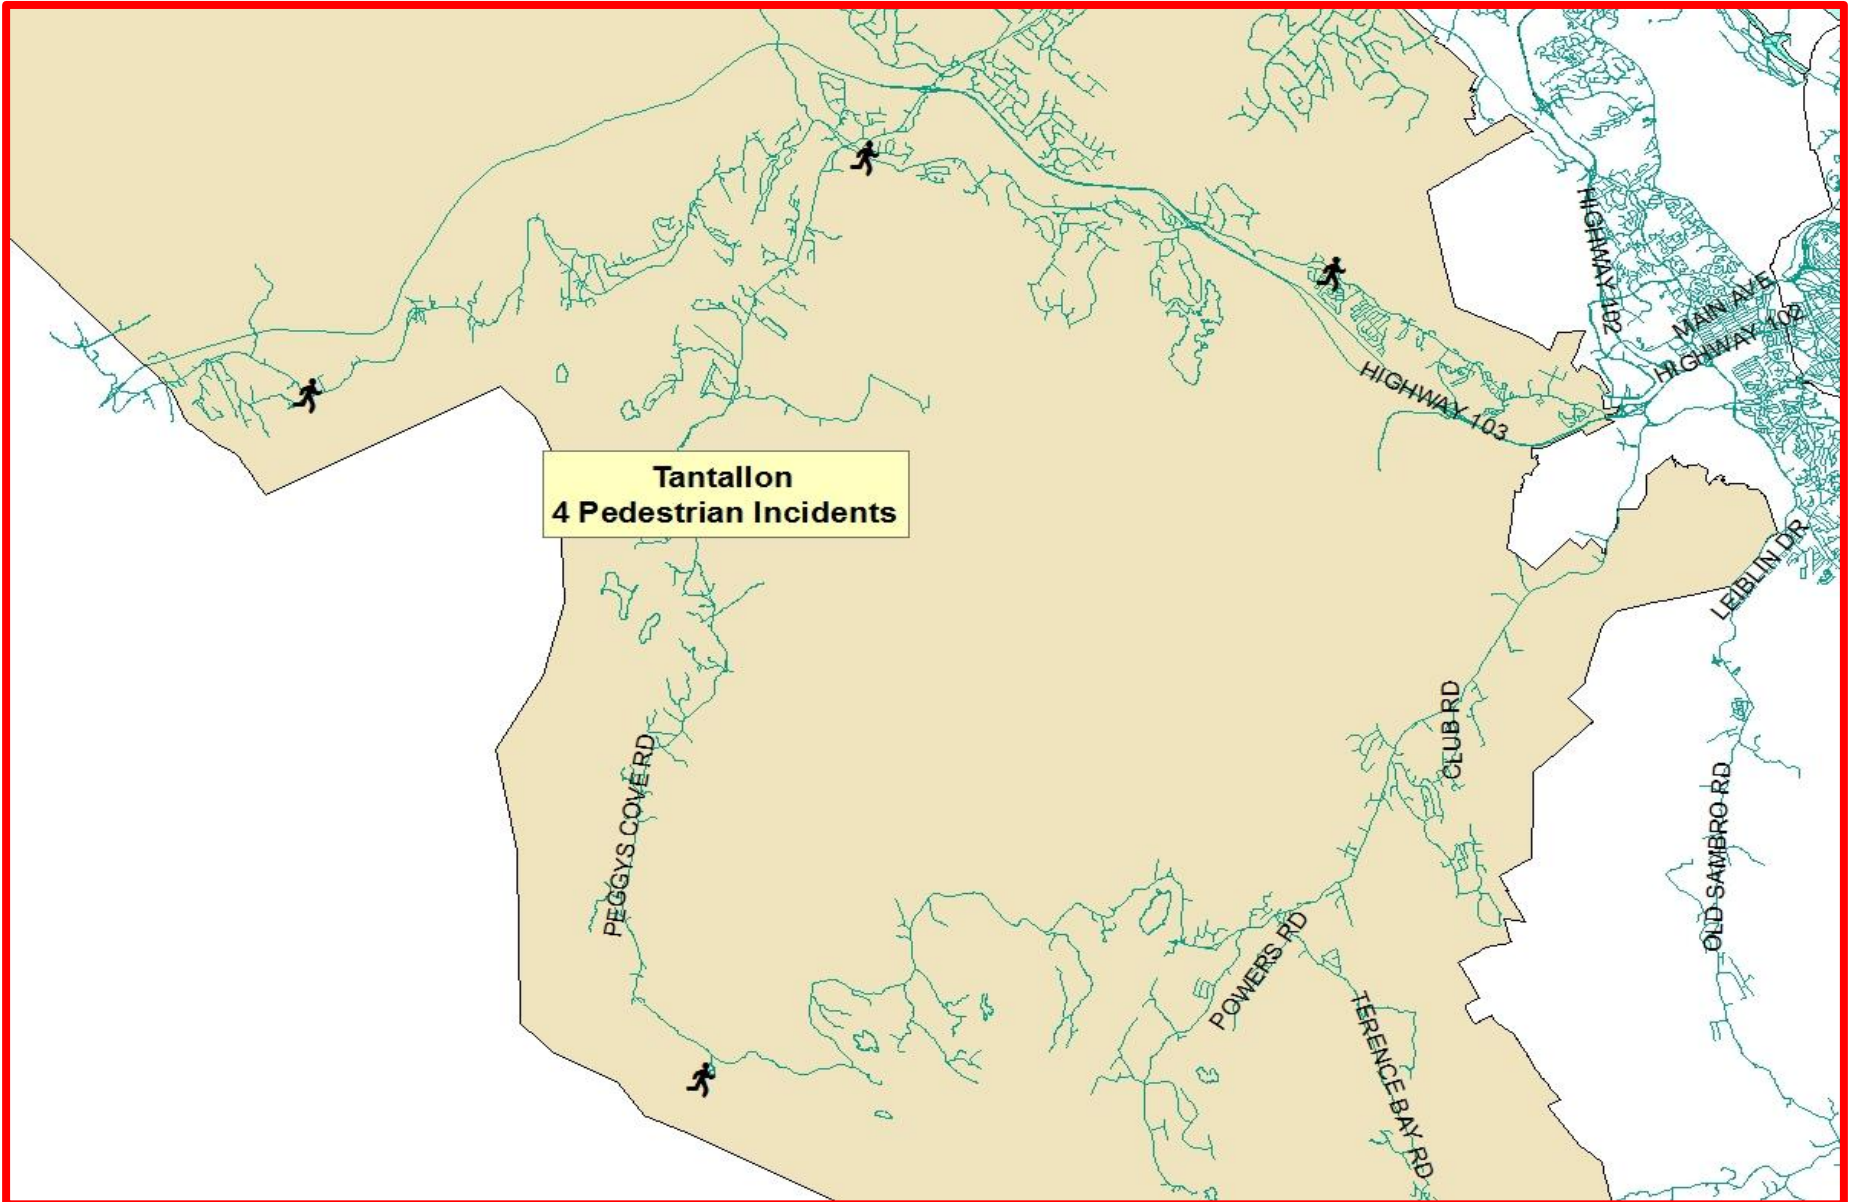 HIGHWAY 102
MAIN AVE
HIGHWAY 102
HIGHWAY 103
Tantallon
4 Pedestrian Incidents
LEIBLIN DR
CLUB RD
PEGGYS COVE RD
OLD SAMBRO RD
POWERS RD
TERENCE BAY RD